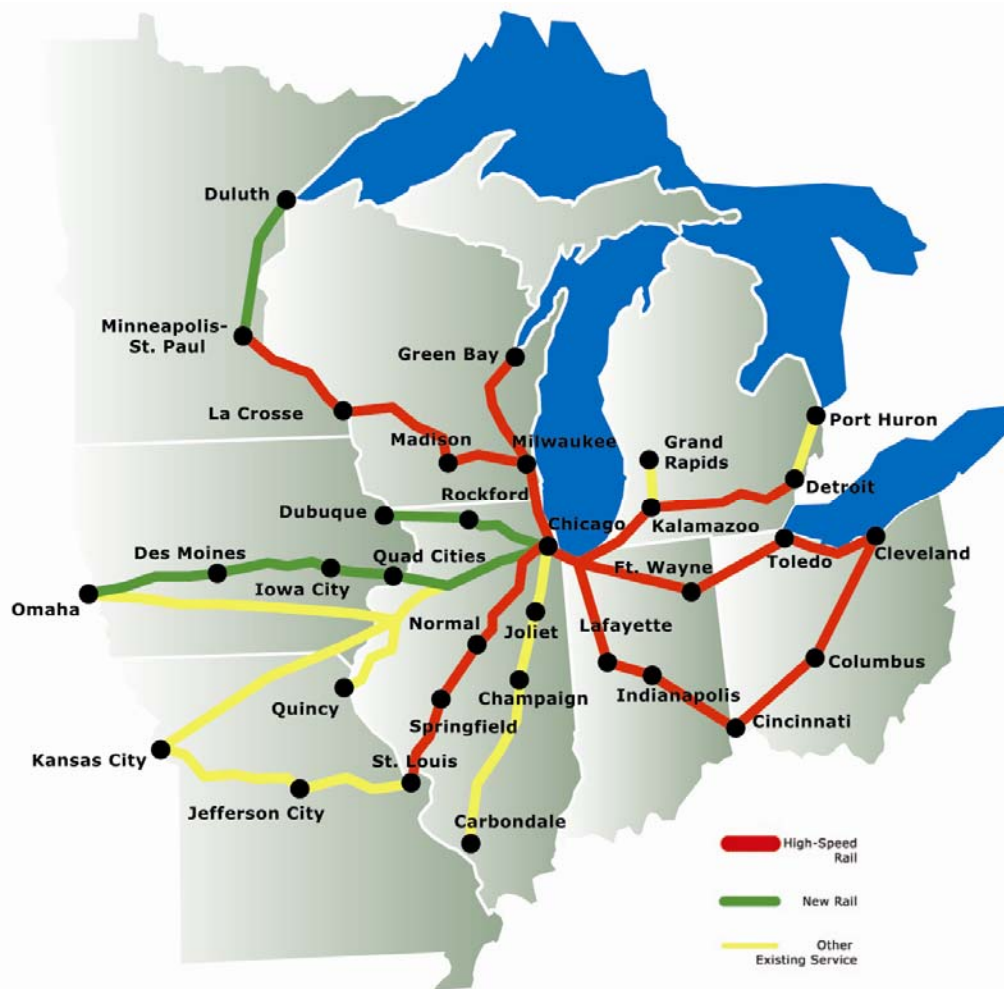 Duluth
Minneapolis-
St. Paul
Green Bay
La Crosse
Port Huron
Madison
Milwaukee
Grand
Rapids
Rockford
Detroit
Dubuque
Chicago
Kalamazoo
Des Moines
Quad Cities
Cleveland
Iowa City
Ft. Wayne
Toledo
Omaha
Normal
Joliet
Lafayette
Columbus
Quincy
Champaign
Indianapolis
Springfield
Cincinnati
Kansas City
St. Louis
Jefferson City
Carbondale
High-Speed
Rail
New Rail
Other
Existing Service